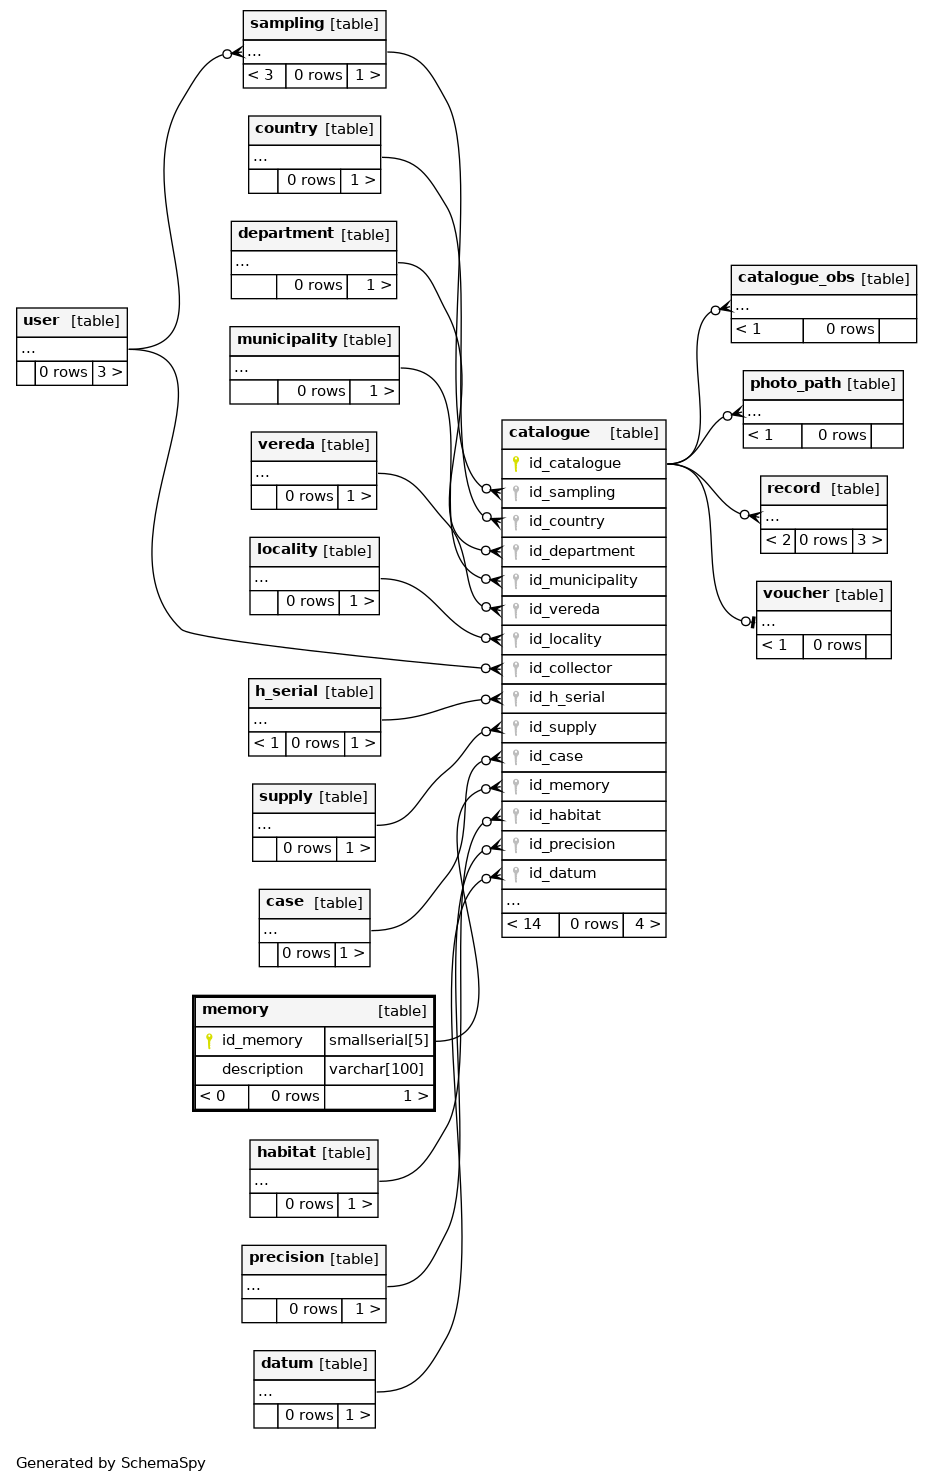 sampling [table]
...
< 3 0 rows 1 >
country [table]
...
0 rows 1 >
department [table]
...
0 rows 1 >
municipality [table]
...
0 rows 1 >
user [table]
...
0 rows 3 >
vereda [table]
...
0 rows 1 >
locality [table]
...
0 rows 1 >
h_serial [table]
...
< 1 0 rows 1 >
supply [table]
...
0 rows 1 >
case [table]
...
0 rows 1 >
memory [table]
id_memory smallserial[5]
description varchar[100]
< 0 0 rows 1 >
habitat [table]
...
0 rows 1 >
precision [table]
...
0 rows 1 >
datum [table]
...
0 rows 1 >
catalogue [table]
id_catalogue
id_sampling
id_country
id_department
id_municipality
id_vereda
id_locality
id_collector
id_h_serial
id_supply
id_case
id_memory
id_habitat
id_precision
id_datum
...
< 14 0 rows 4 >
catalogue_obs [table]
...
< 1 0 rows
photo_path [table]
...
< 1 0 rows
record [table]
...
< 2 0 rows 3 >
voucher [table]
...
< 1 0 rows
Generated by SchemaSpy